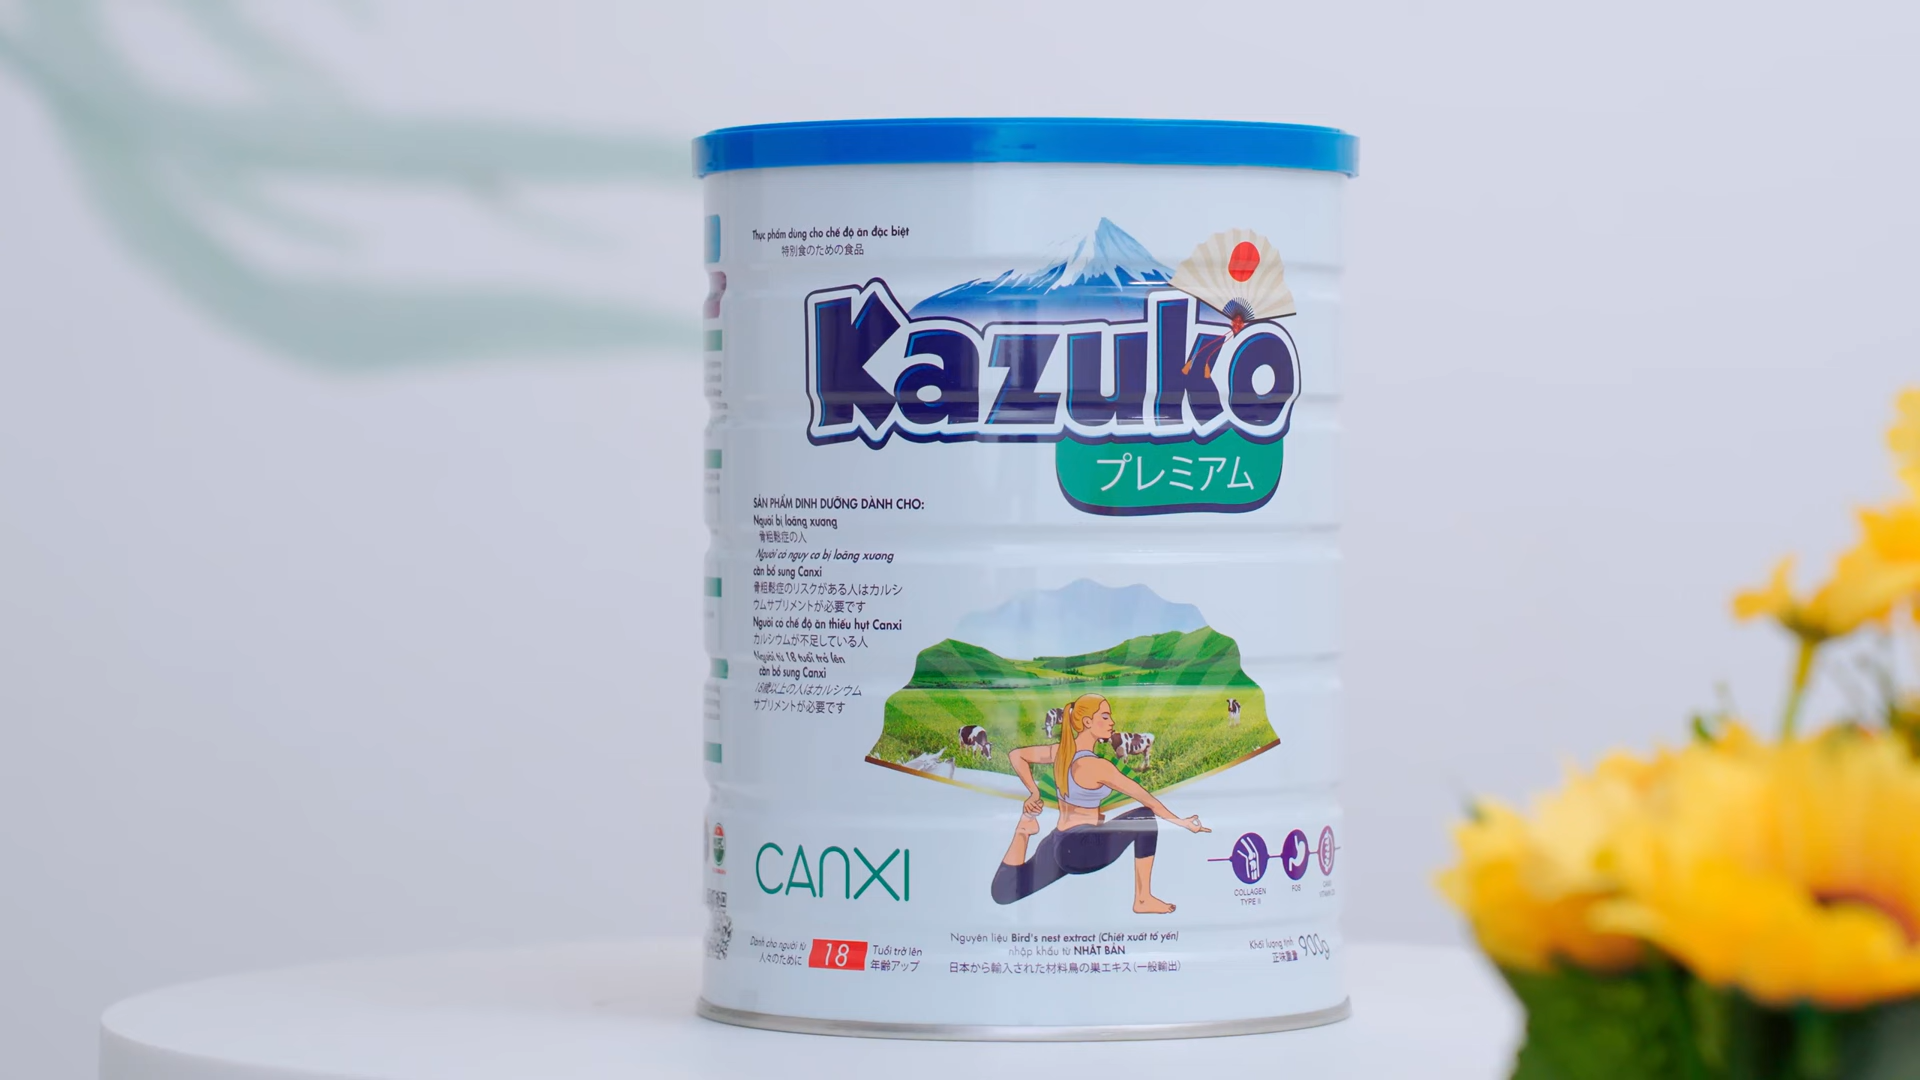 Thực phẩm dùng cho chế độ ăn đặc biệt
特別食のための食品
Kazuko
プレミアム
SẢN PHẨM DINH DƯỠNG DÀNH CHO:
Người bị loãng xương
骨粗鬆症の人
Người có nguy cơ bị loãng xương
cần bổ sung Canxi
骨粗鬆症のリスクがある人はカルシ
ウムサプリメントが必要です
Người có chế độ ăn thiếu hụt Canxi
カルシウムが不足している人
Người từ 18 tuổi trở lên
cần bổ sung Canxi
18歳以上の人はカルシウム
サプリメントが必要です
CANXI
COLLAGEN
TYPE II
FOS
Dành cho người từ
人々のために
18
Tuổi trở lên
年齢アップ
Nguyên liệu Bird's nest extract (Chiết xuất tổ yến)
nhập khẩu từ NHẬT BẢN
日本から輸入された材料鳥の巣エキス(一般輸出)
Khối lượng tịnh
正味重量
900g